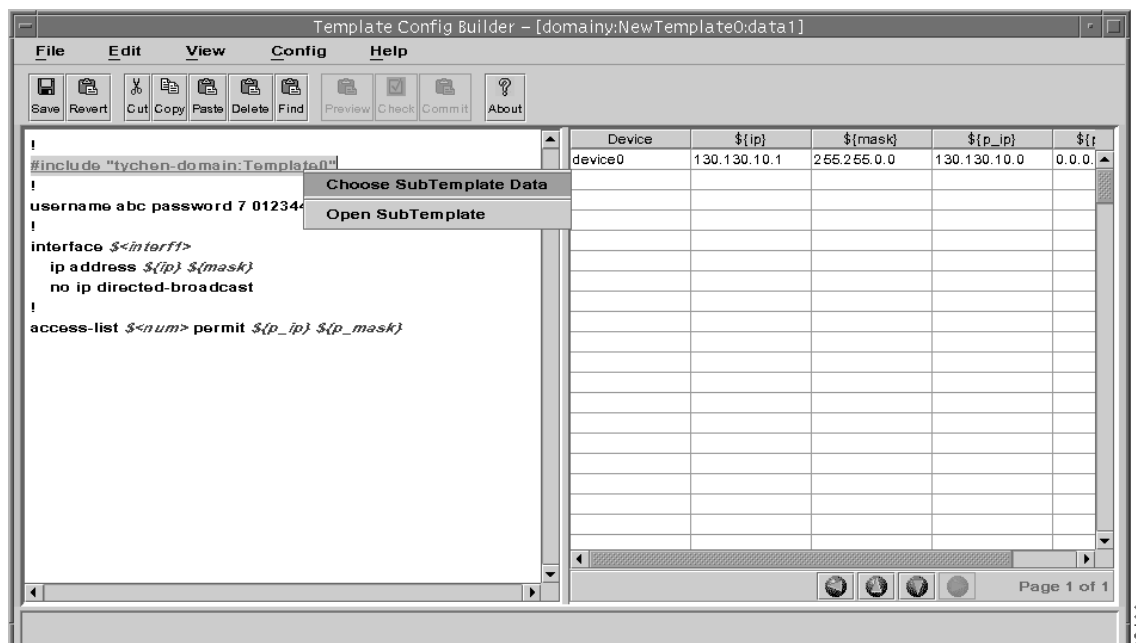 Template Config Builder – [domainy:NewTemplate0:data1]
File Edit View Config Help
Save Revert Cut Copy Paste Delete Find Preview Check Commit About
!
#include "tychen-domain:Template0"
!
username abc password 7 01234
!
interface $<interf1>
ip address ${ip} ${mask}
no ip directed-broadcast
!
access-list $<num> permit ${p_ip} ${p_mask}
Choose SubTemplate Data
Open SubTemplate
Device ${ip} ${mask} ${p_ip}
device0 130.130.10.1 255.255.0.0 130.130.10.0 0.0.0.
Page 1 of 1